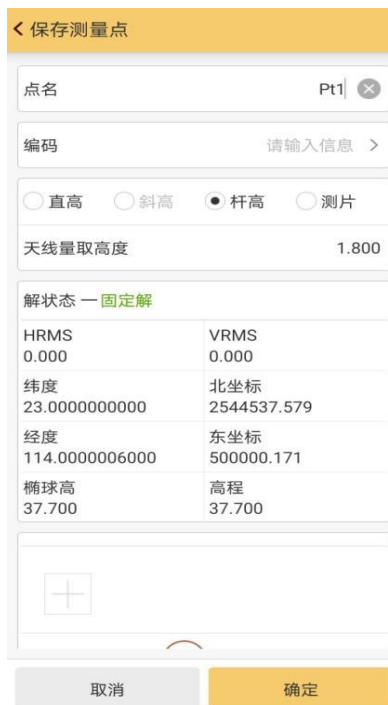 保存测量点
点名 Pt1
编码 请输入信息
直高 斜高 杆高 测片
天线量取高度 1.800
解状态 一固定解
HRMS VRMS
0.000 0.000
纬度 北坐标
23.0000000000 2544537.579
经度 东坐标
114.0000006000 500000.171
椭球高 高程
37.700 37.700
取消 确定